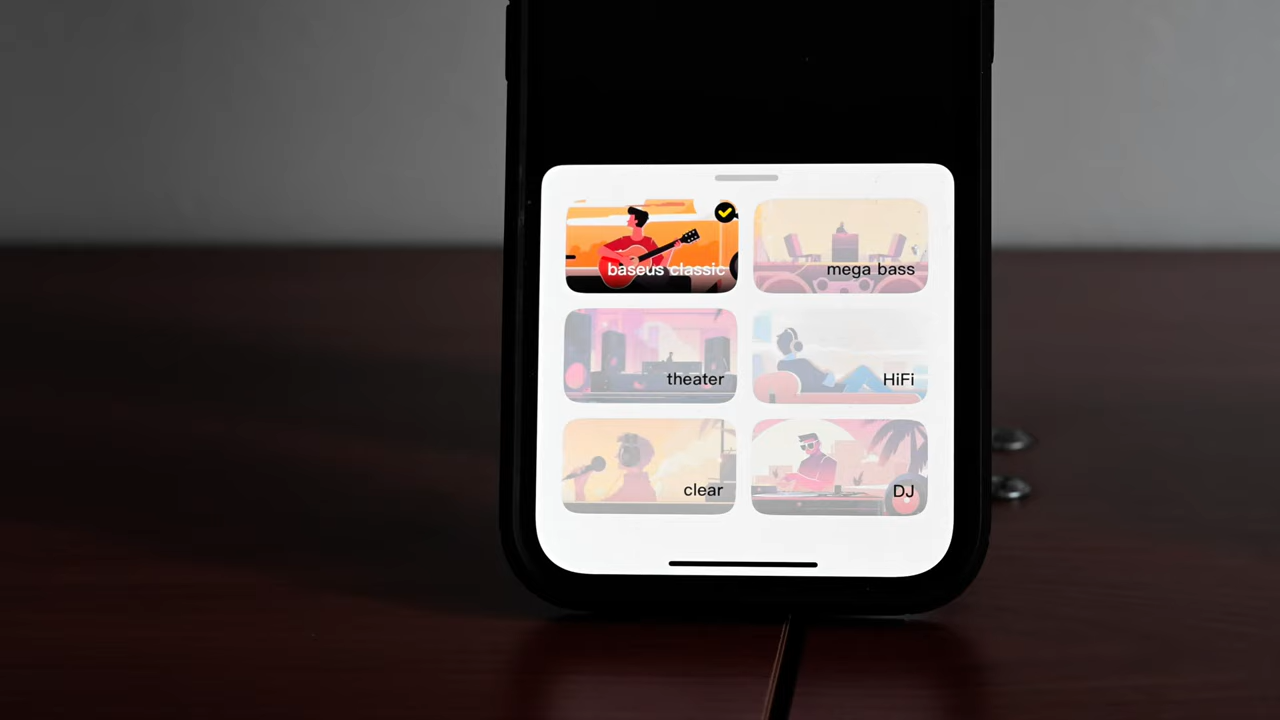 baseus classic
mega bass
theater
HiFi
clear
DJ